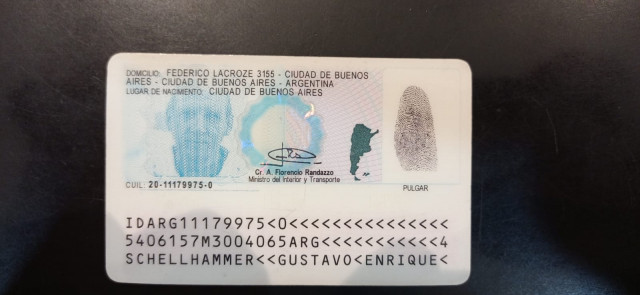 DOMICILIO: FEDERICO LACROZE 3155 - CIUDAD DE BUENOS
AIRES - CIUDAD DE BUENOS AIRES - ARGENTINA
LUGAR DE NACIMIENTO: CIUDAD DE BUENOS AIRES
Cr. A. Florencio Randazzo
Ministro del Interior y Transporte
CUIL: 20-11179975-0
PULGAR
IDARG11179975<0<<<<<<<<<<<<<<<
5406157M3004065ARG<<<<<<<<<<<4
SCHELLHAMMER<<GUSTAVO<ENRIQUE<